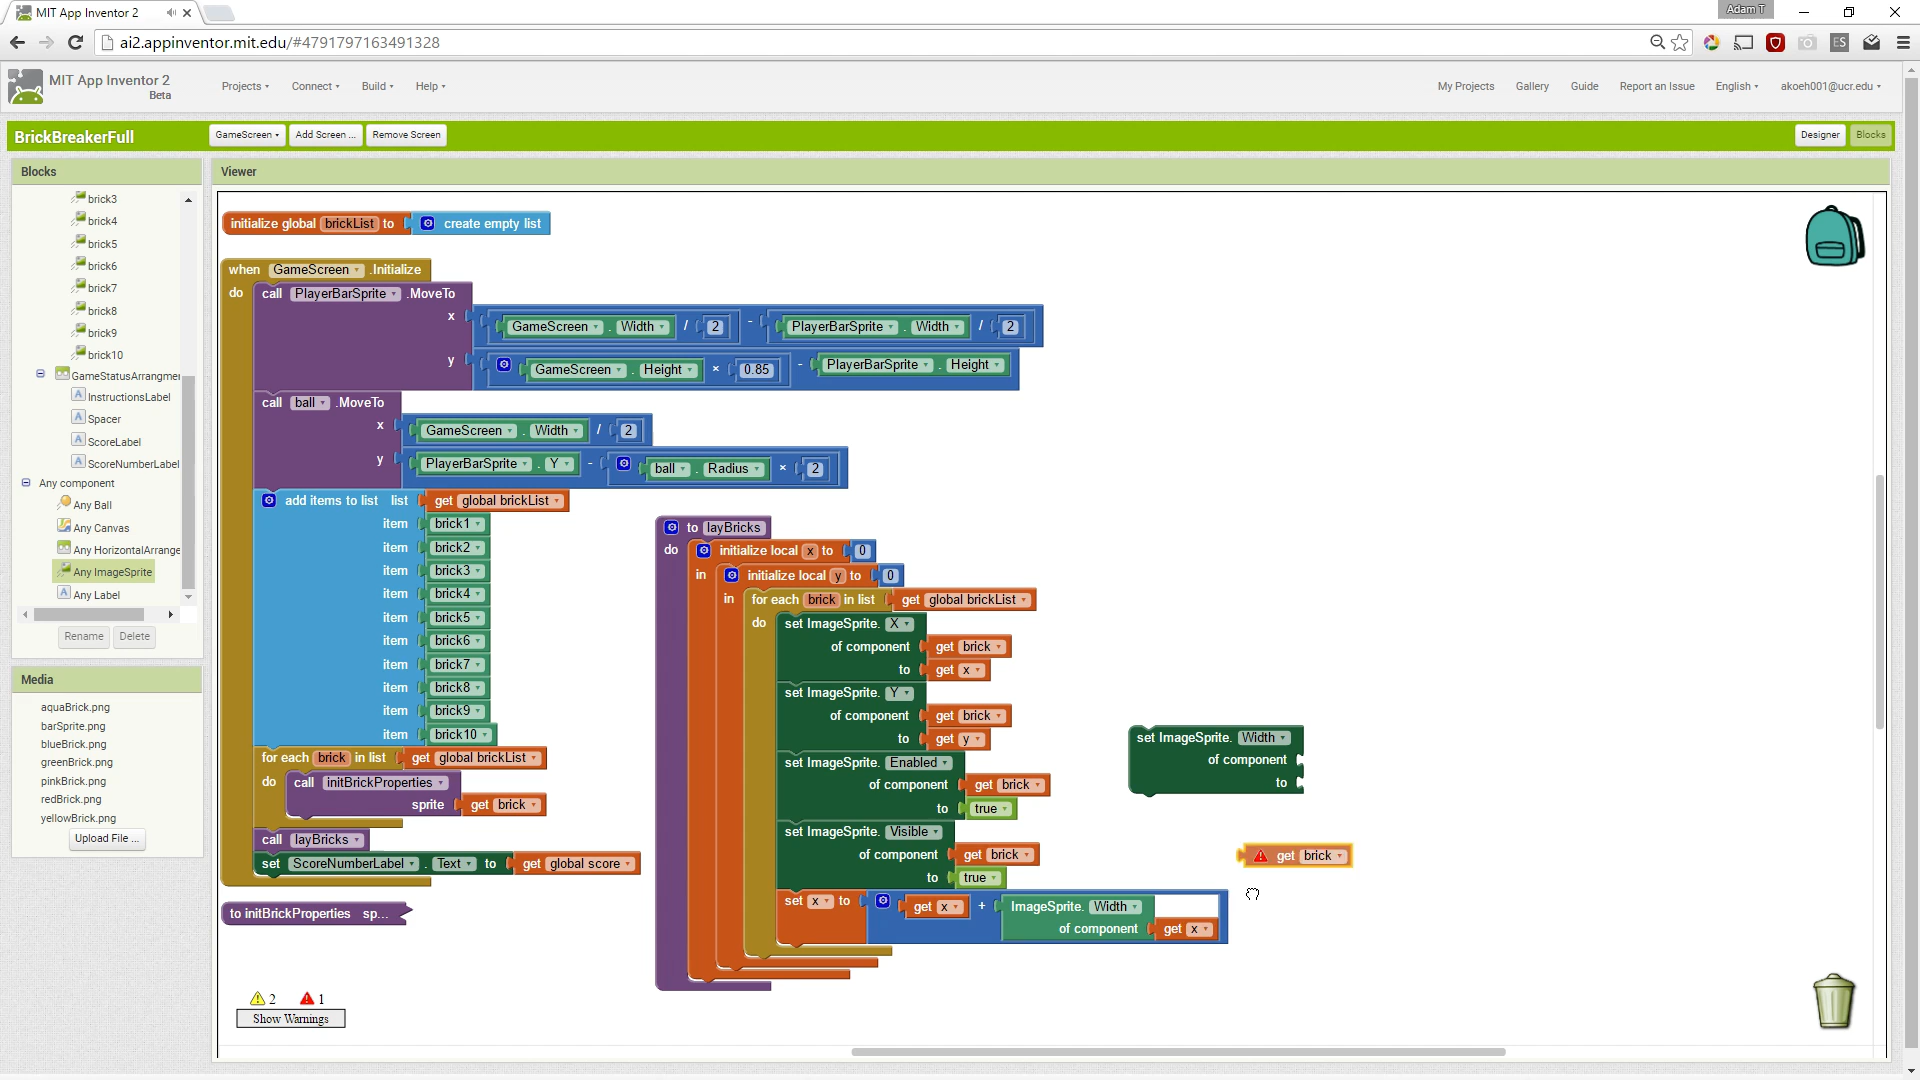 MIT App Inventor 2
Adam T
ai2.appinventor.mit.edu/#4791797163491328
ES
MIT App Inventor 2
Beta
Projects
Connect
Build
Help
My Projects
Gallery
Guide
Report an Issue
English
akoeh001@ucr.edu
BrickBreakerFull
GameScreen
Add Screen ...
Remove Screen
Designer
Blocks
Blocks
Viewer
brick3
brick4
brick5
brick6
brick7
brick8
brick9
brick10
GameStatusArrangmer
InstructionsLabel
Spacer
ScoreLabel
ScoreNumberLabel
Any component
Any Ball
Any Canvas
Any HorizontalArrange
Any ImageSprite
Any Label
Rename
Delete
Media
aquaBrick.png
barSprite.png
blueBrick.png
greenBrick.png
pinkBrick.png
redBrick.png
yellowBrick.png
Upload File ...
initialize global brickList to create empty list
when GameScreen .Initialize
do call PlayerBarSprite .MoveTo
x GameScreen . Width / 2 - PlayerBarSprite . Width / 2
y GameScreen . Height × 0.85 - PlayerBarSprite . Height
call ball .MoveTo
x GameScreen . Width / 2
y PlayerBarSprite . Y - ball . Radius × 2
add items to list list get global brickList
item brick1
item brick2
item brick3
item brick4
item brick5
item brick6
item brick7
item brick8
item brick9
item brick10
for each brick in list get global brickList
do call initBrickProperties
sprite get brick
call layBricks
set ScoreNumberLabel . Text to get global score
to initBrickProperties sp...
2 1
Show Warnings
to layBricks
do initialize local x to 0
in initialize local y to 0
in for each brick in list get global brickList
do set ImageSprite. X
of component get brick
to get x
set ImageSprite. Y
of component get brick
to get y
set ImageSprite. Enabled
of component get brick
to true
set ImageSprite. Visible
of component get brick
to true
set x to get x + ImageSprite. Width
of component get x
set ImageSprite. Width
of component
to
get brick